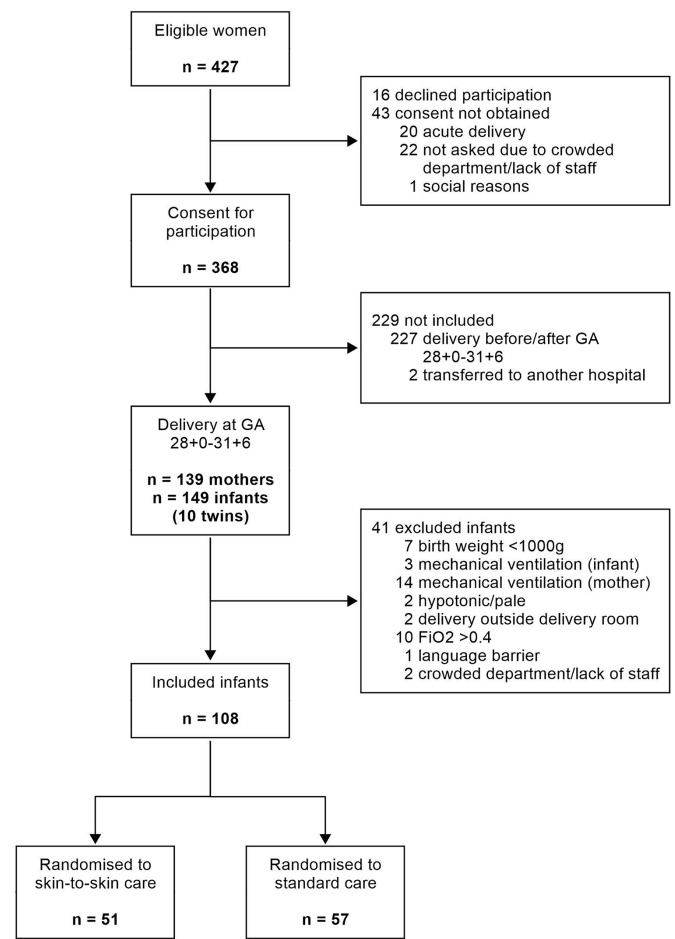 Eligible women
n = 427
16 declined participation
43 consent not obtained
20 acute delivery
22 not asked due to crowded
department/lack of staff
1 social reasons
Consent for
participation
n = 368
229 not included
227 delivery before/after GA
28+0-31+6
2 transferred to another hospital
Delivery at GA
28+0-31+6
n = 139 mothers
n = 149 infants
(10 twins)
41 excluded infants
7 birth weight <1000g
3 mechanical ventilation (infant)
14 mechanical ventilation (mother)
2 hypotonic/pale
2 delivery outside delivery room
10 FiO2 >0.4
1 language barrier
2 crowded department/lack of staff
Included infants
n = 108
Randomised to
skin-to-skin care
n = 51
Randomised to
standard care
n = 57